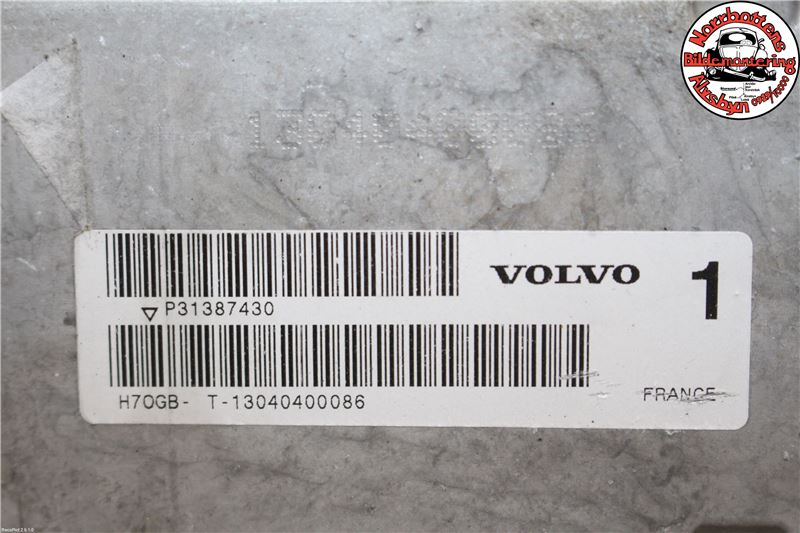 Norrbottens
Bildemontering
Älvsbyn
VOLVO
1
P31387430
H7OGB- T-13040400086
FRANCE